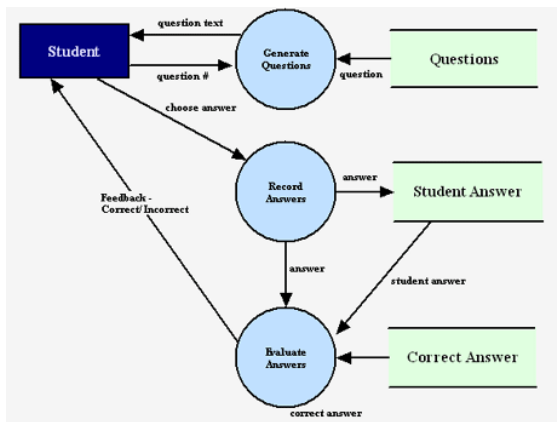 question text
Student
Generate
Questions
Questions
question #
question
choose answer
Record
Answers
answer
Student Answer
Feedback -
Correct/ Incorrect
answer
student answer
Evaluate
Answers
Correct Answer
correct answer